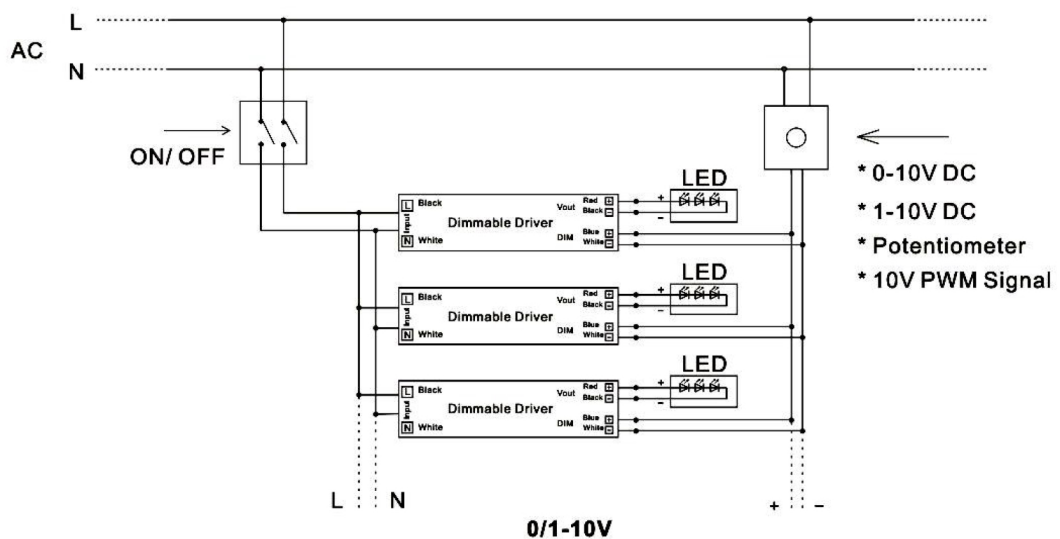 L
AC
N
ON/ OFF
* 0-10V DC
* 1-10V DC
* Potentiometer
* 10V PWM Signal
LED
L Black
Input
N White
Dimmable Driver
Vout
Red +
Black −
DIM
Blue +
White −
+
−
LED
L Black
Input
N White
Dimmable Driver
Vout
Red +
Black −
DIM
Blue +
White −
+
−
LED
L Black
Input
N White
Dimmable Driver
Vout
Red +
Black −
DIM
Blue +
White −
+
−
L N
+ −
0/1-10V